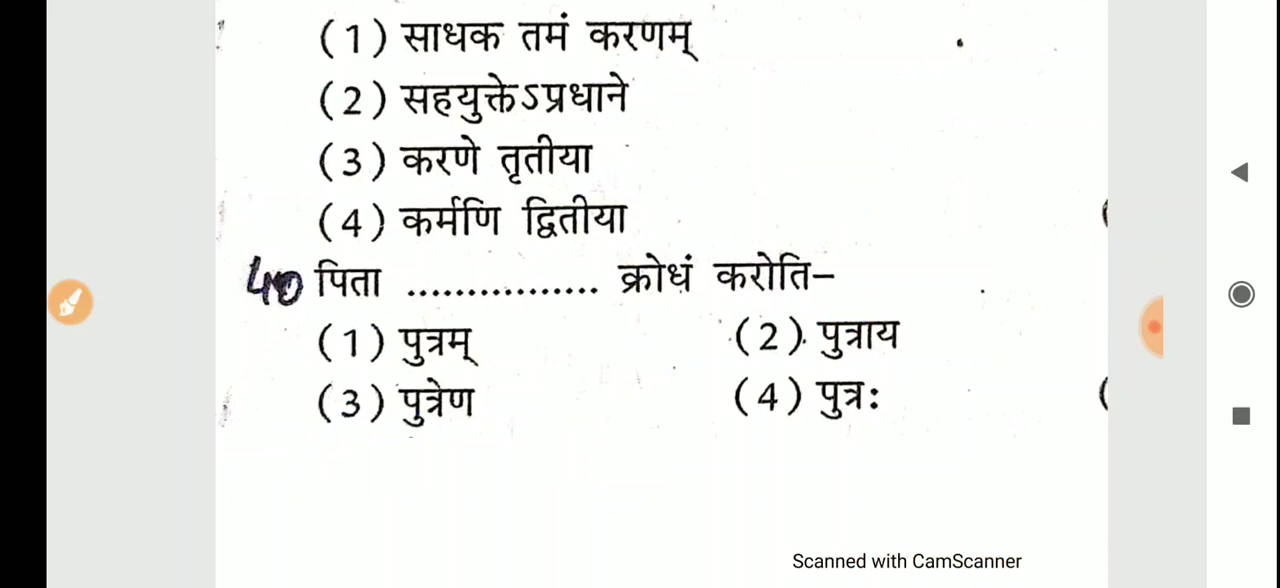 (1) साधक तमं करणम्
(2) सहयुक्तेऽप्रधाने
(3) करणे तृतीया
(4) कर्मणि द्वितीया
40 पिता ................ क्रोधं करोति–
(1) पुत्रम् (2) पुत्राय
(3) पुत्रेण (4) पुत्रः
Scanned with CamScanner